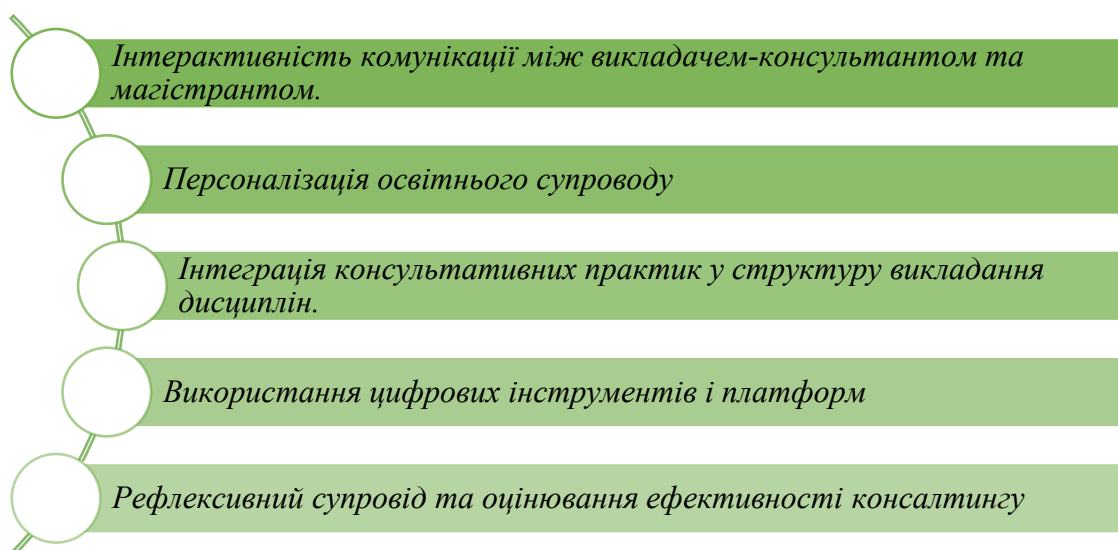 Інтерактивність комунікації між викладачем-консультантом та
магістрантом.
Персоналізація освітнього супроводу
Інтеграція консультативних практик у структуру викладання
дисциплін.
Використання цифрових інструментів і платформ
Рефлексивний супровід та оцінювання ефективності консалтингу